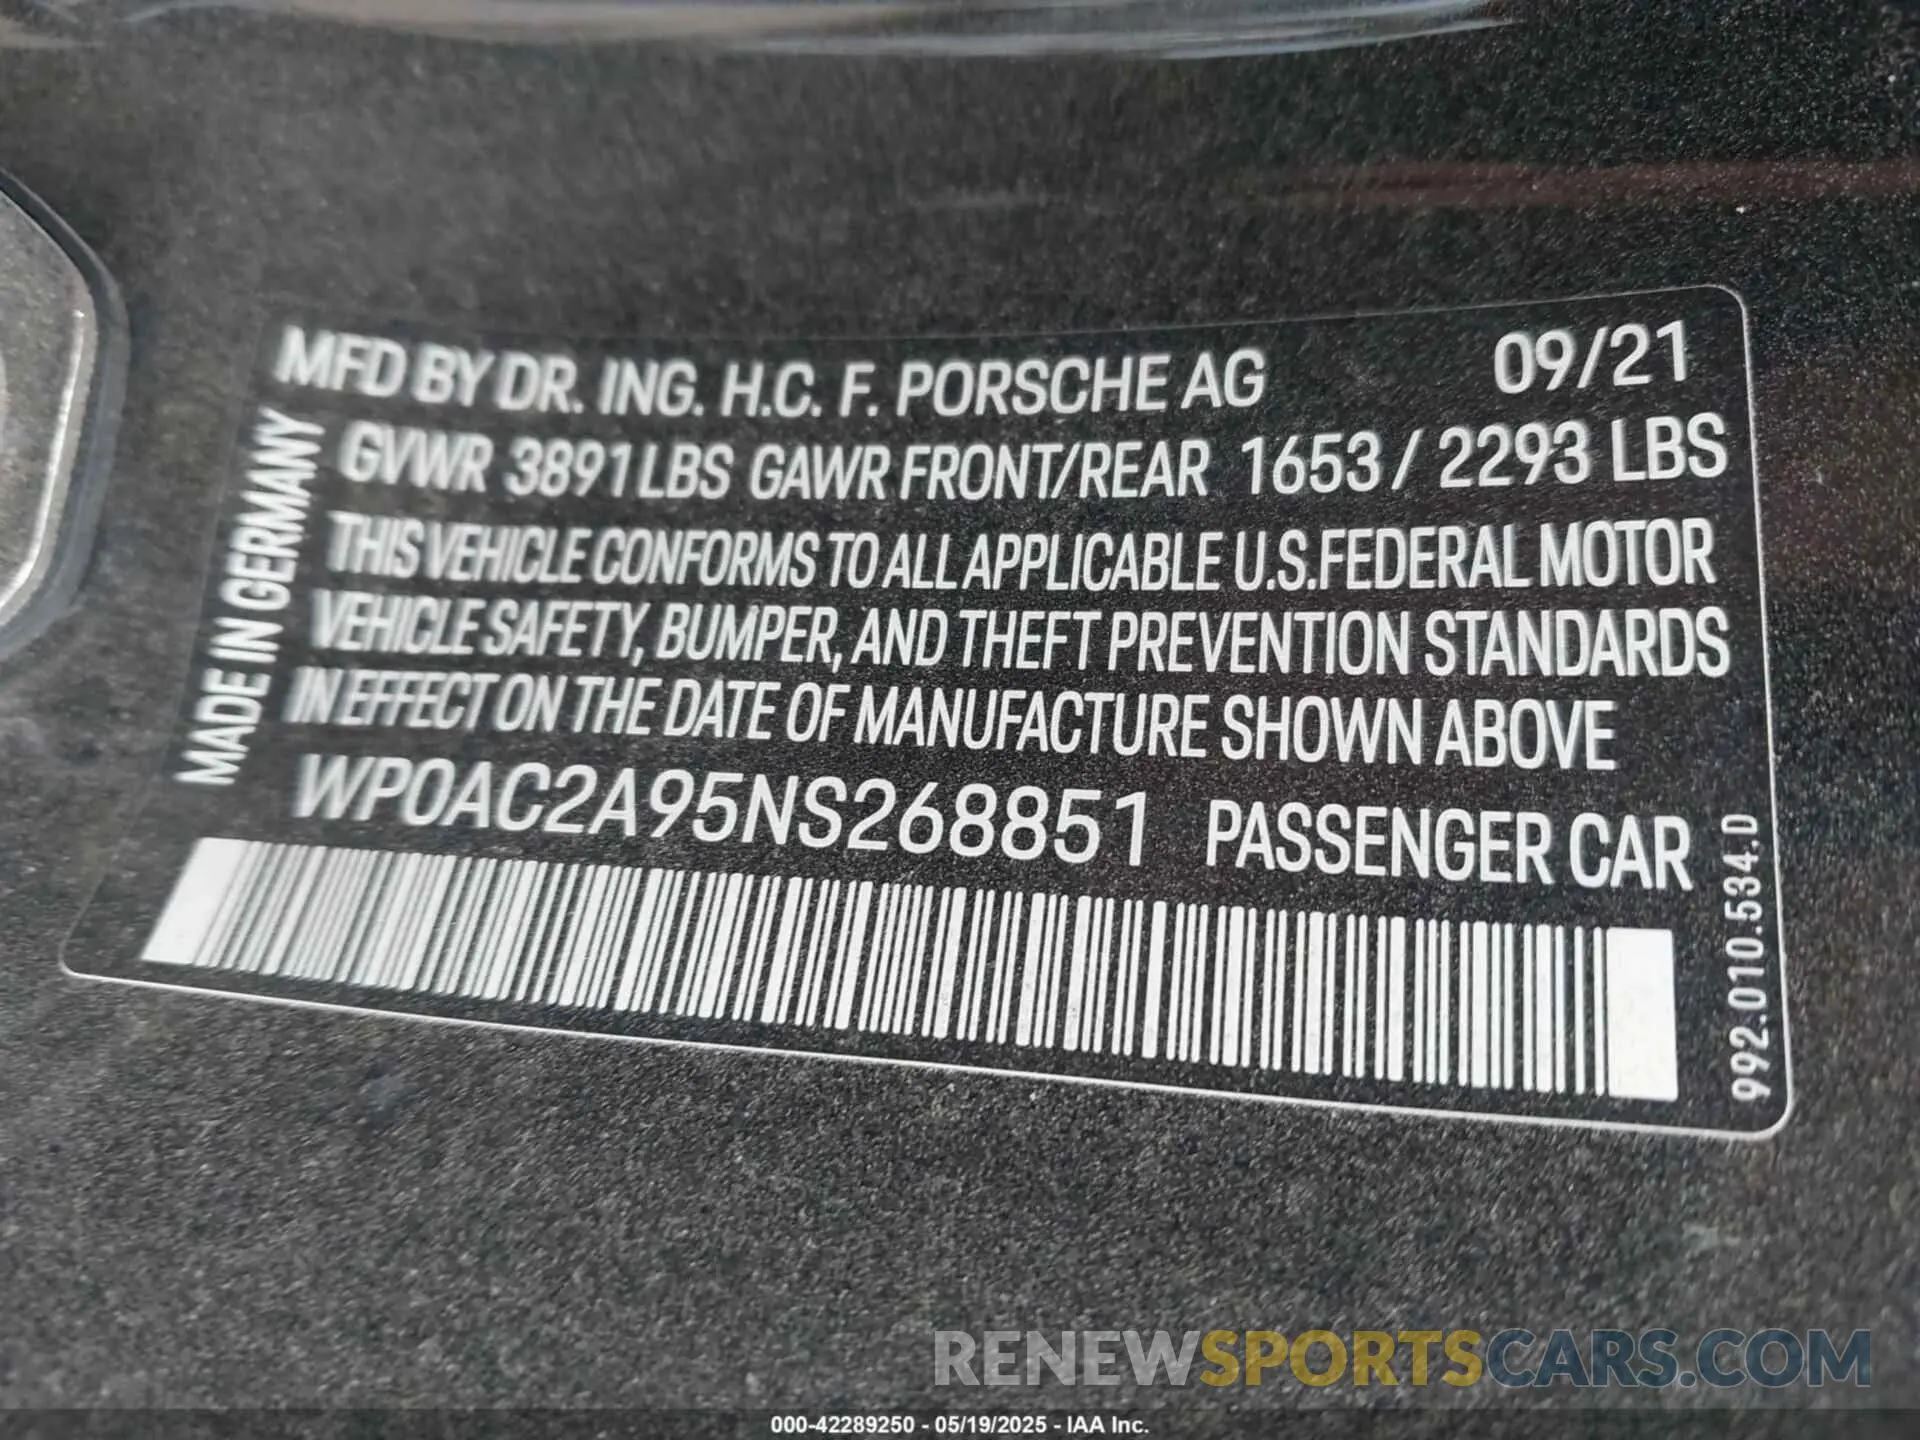 MFD BY DR. ING. H.C. F. PORSCHE AG 09/21
GVWR 3891 LBS GAWR FRONT/REAR 1653 / 2293 LBS
THIS VEHICLE CONFORMS TO ALL APPLICABLE U.S.FEDERAL MOTOR
VEHICLE SAFETY, BUMPER, AND THEFT PREVENTION STANDARDS
IN EFFECT ON THE DATE OF MANUFACTURE SHOWN ABOVE
WP0AC2A95NS268851 PASSENGER CAR
MADE IN GERMANY
992.010.534.D
RENEWSPORTSCARS.COM
000-42289250 - 05/19/2025 - IAA Inc.